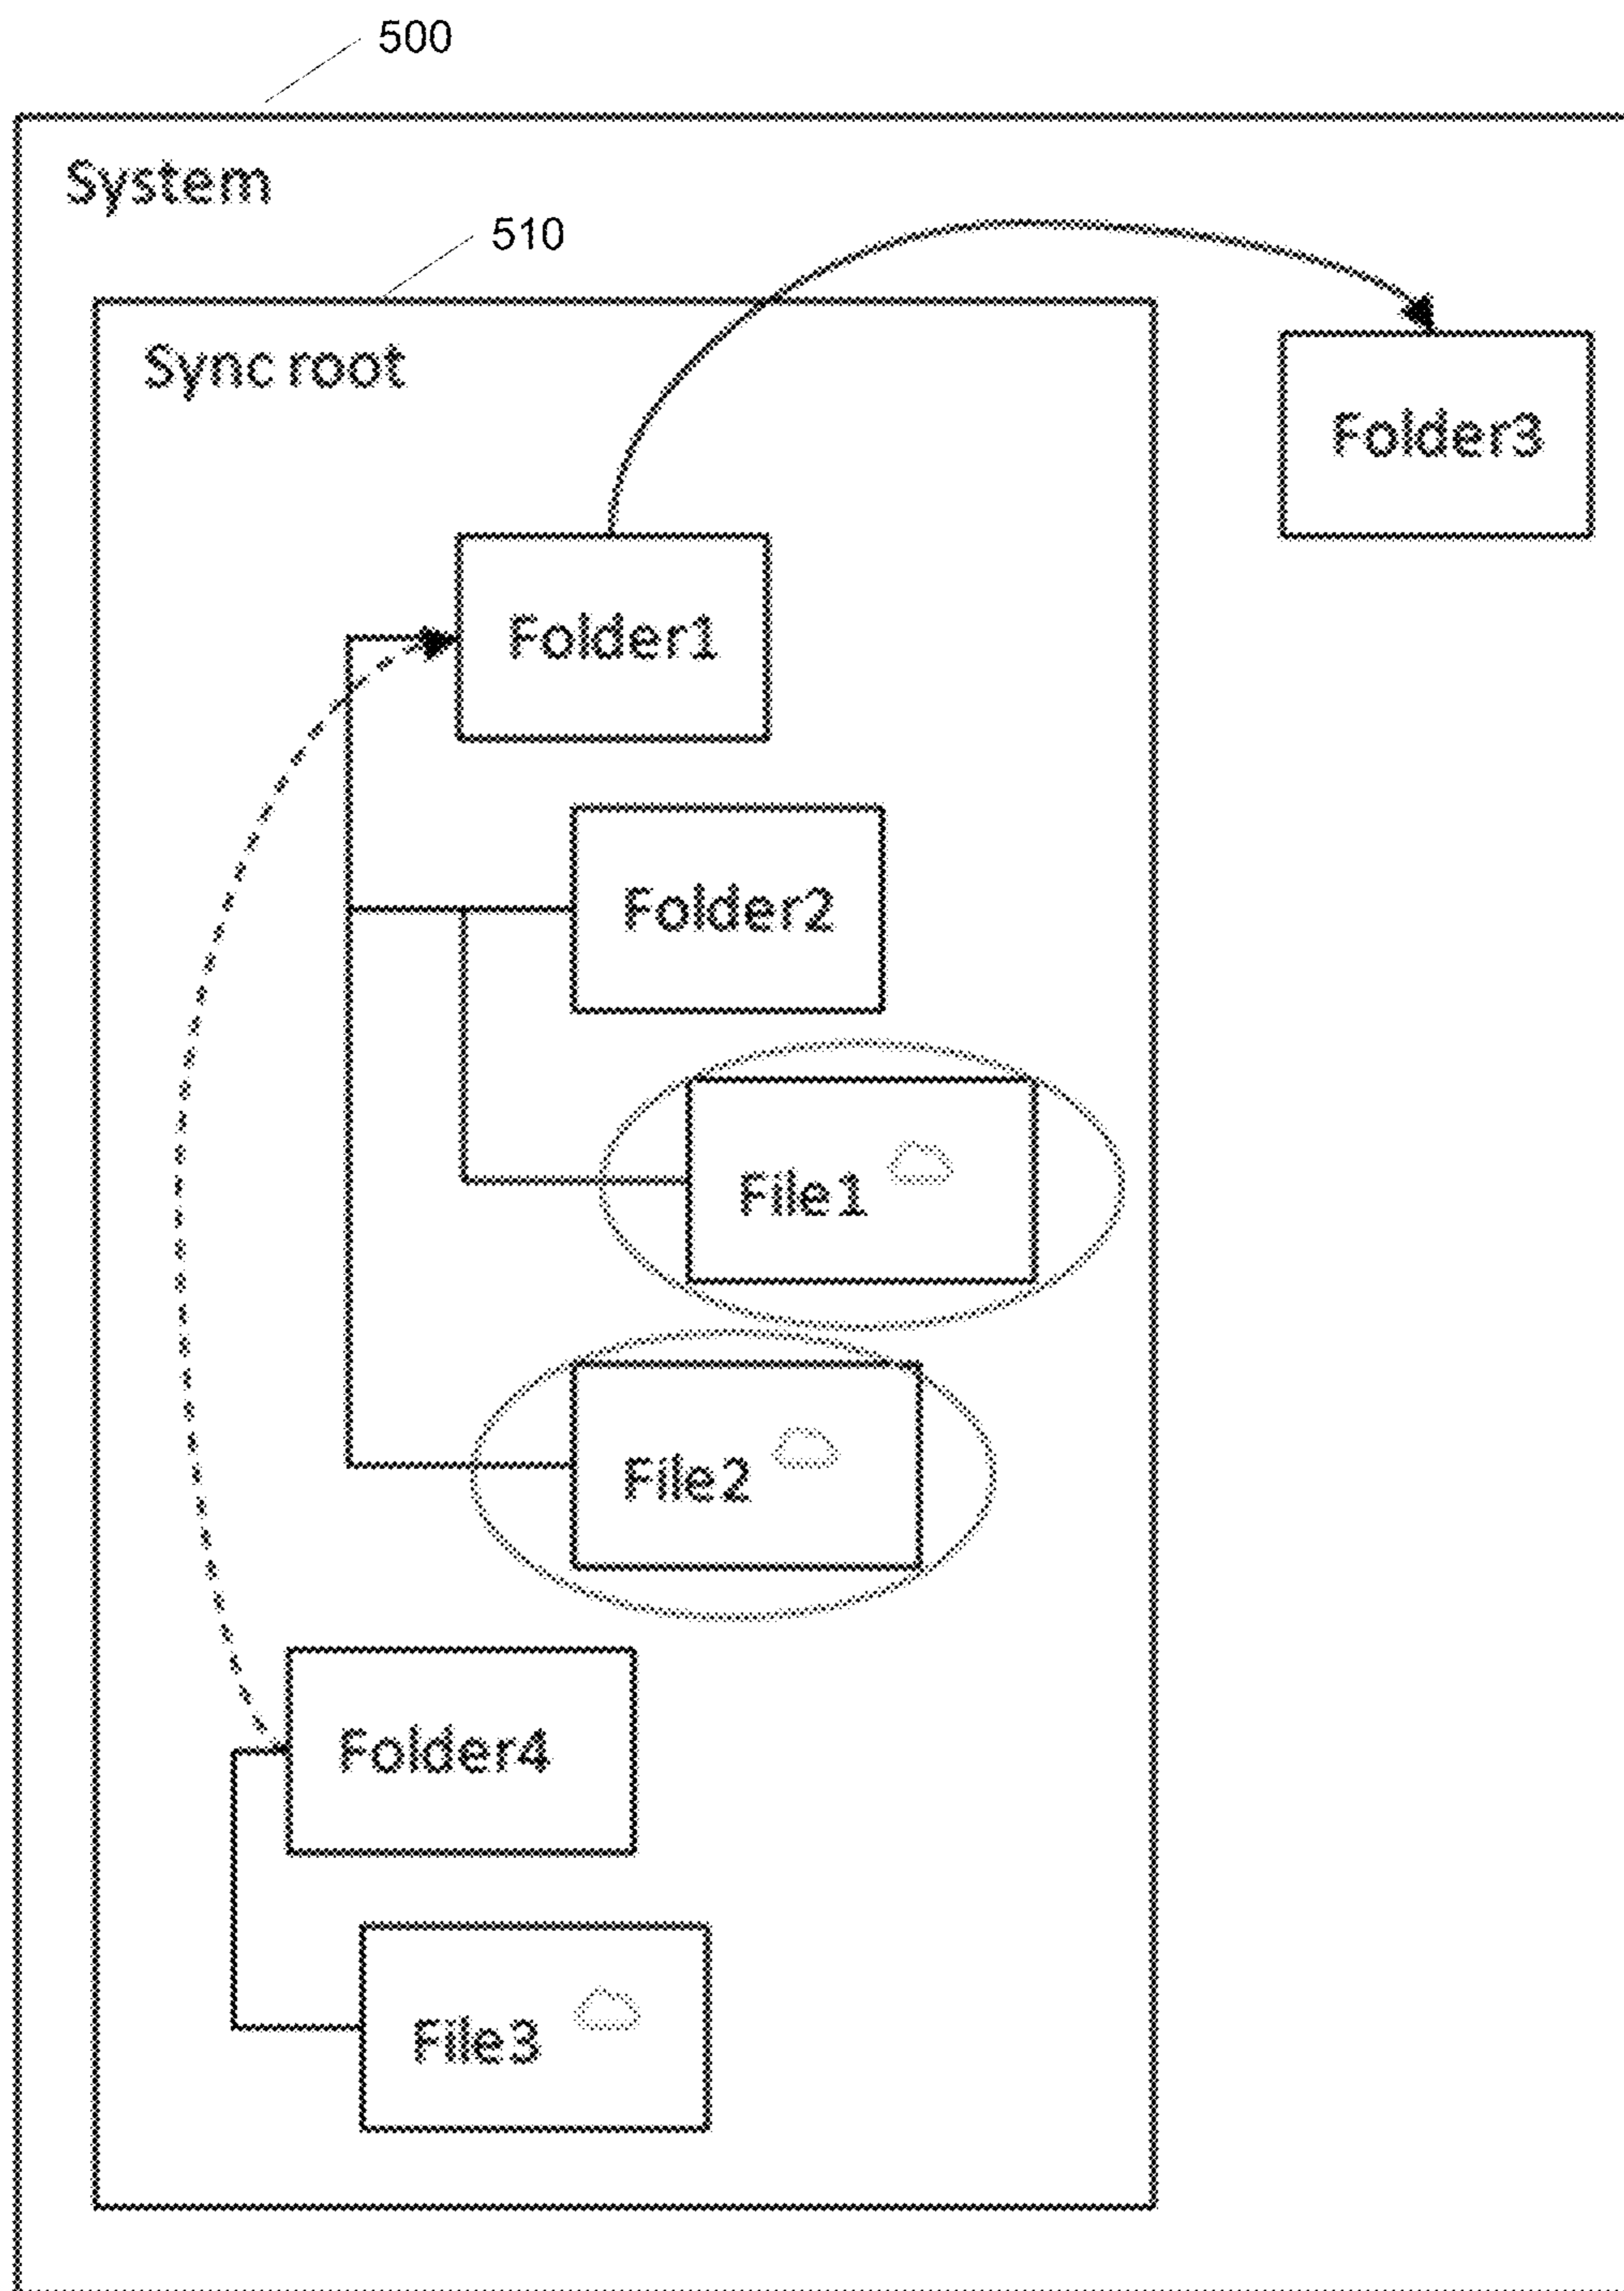 500
System
510
Sync root
Folder3
Folder1
Folder2
File1
File2
Folder4
File3